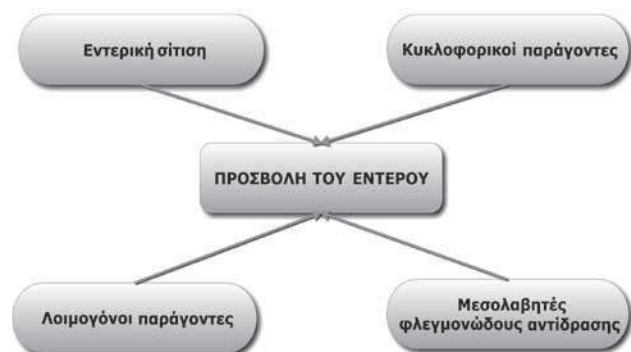 Εντερική σίτιση
Κυκλοφορικοί παράγοντες
ΠΡΟΣΒΟΛΗ ΤΟΥ ΕΝΤΕΡΟΥ
Λοιμογόνοι παράγοντες
Μεσολαβητές
φλεγμονώδους αντίδρασης